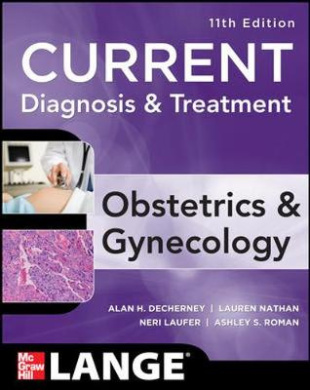 11th Edition
CURRENT
Diagnosis & Treatment
Obstetrics &
Gynecology
ALAN H. DECHERNEY / LAUREN NATHAN
NERI LAUFER / ASHLEY S. ROMAN
Mc
Graw
Hill
LANGE®